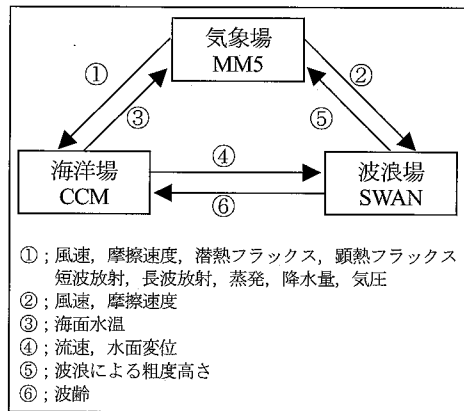 気象場
MM5
①
②
③
⑤
海洋場
CCM
④
⑥
波浪場
SWAN
①;風速,摩擦速度,潜熱フラックス,顕熱フラックス
短波放射,長波放射,蒸発,降水量,気圧
②;風速,摩擦速度
③;海面水温
④;流速,水面変位
⑤;波浪による粗度高さ
⑥;波齢